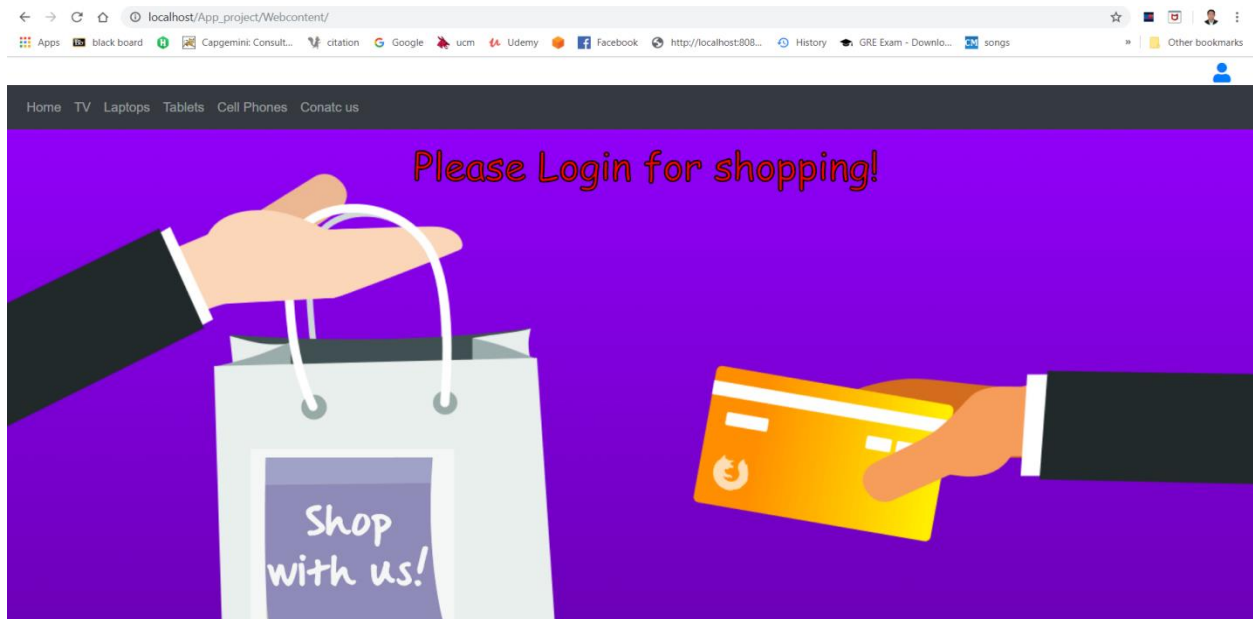 localhost/App_project/Webcontent/
Apps black board Capgemini: Consult... citation Google ucm Udemy Facebook http://localhost:808... History GRE Exam - Downlo... CM songs » Other bookmarks
Home TV Laptops Tablets Cell Phones Conatc us
Please Login for shopping!
Shop
with us!